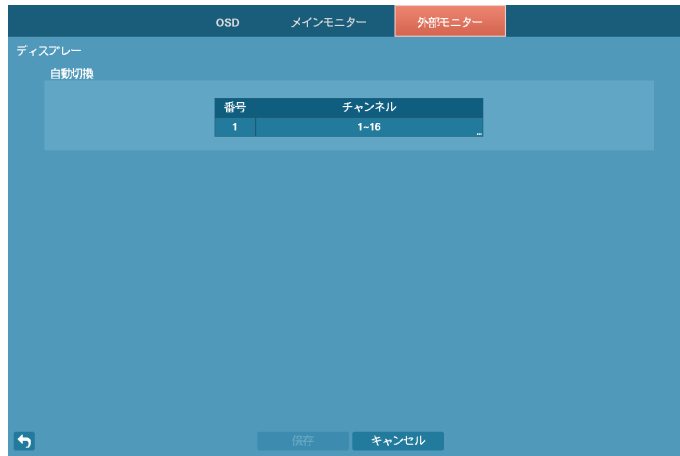 OSD メインモニター 外部モニター
ディスプレー
自動切換
番号 チャンネル
1 1~16 ...
保存 キャンセル